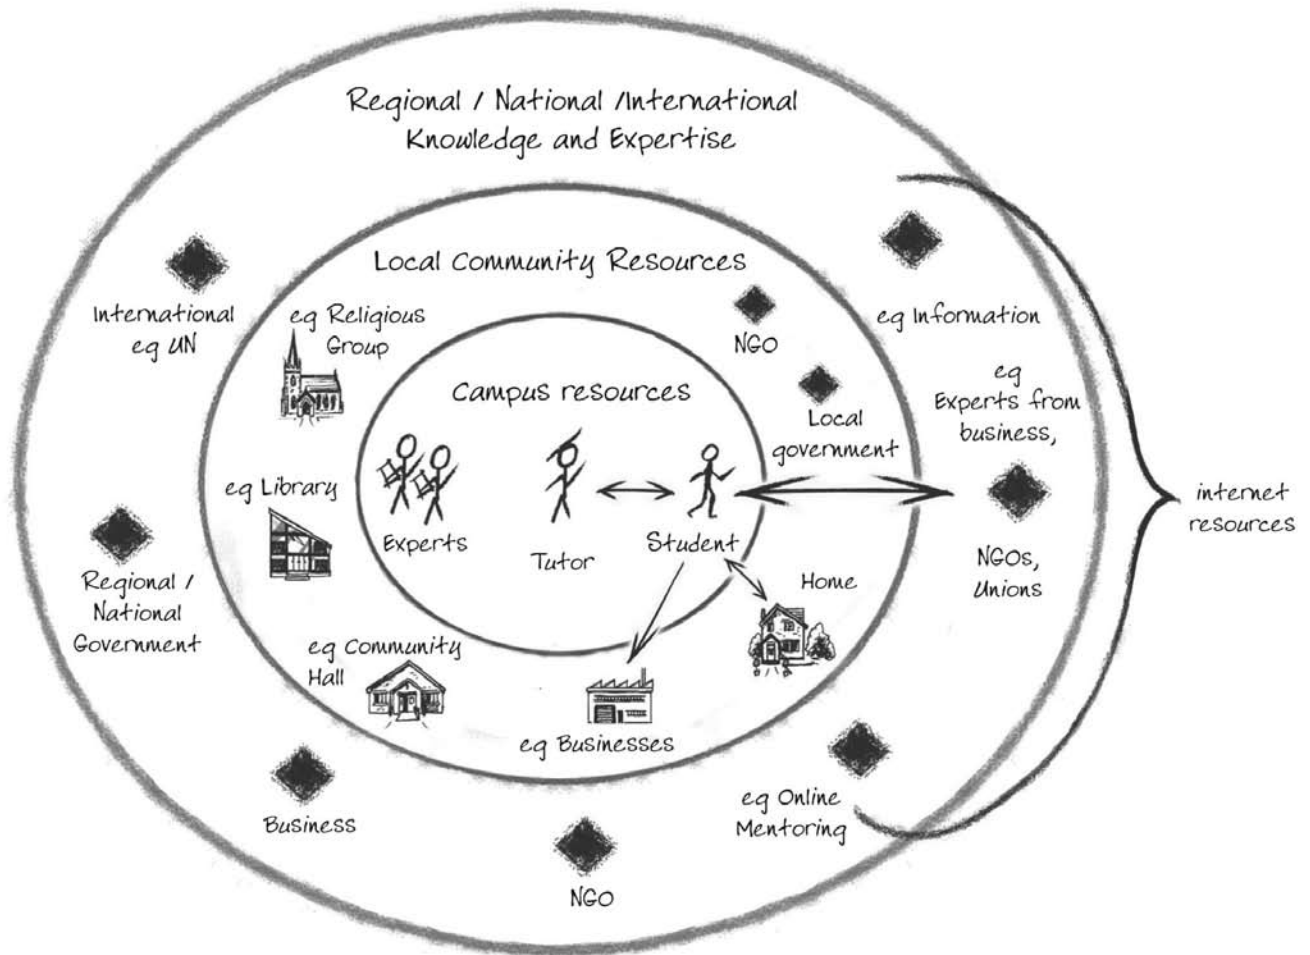 Regional / National /International
Knowledge and Expertise
Local Community Resources
International
eg UN
eg Religious
Group
NGO
eg Information
Campus resources
eg
Experts from
business,
Local
government
eg Library
internet
resources
Experts
Tutor
Student
NGOs,
Unions
Home
Regional /
National
Government
eg Community
Hall
eg Businesses
Business
eg Online
Mentoring
NGO